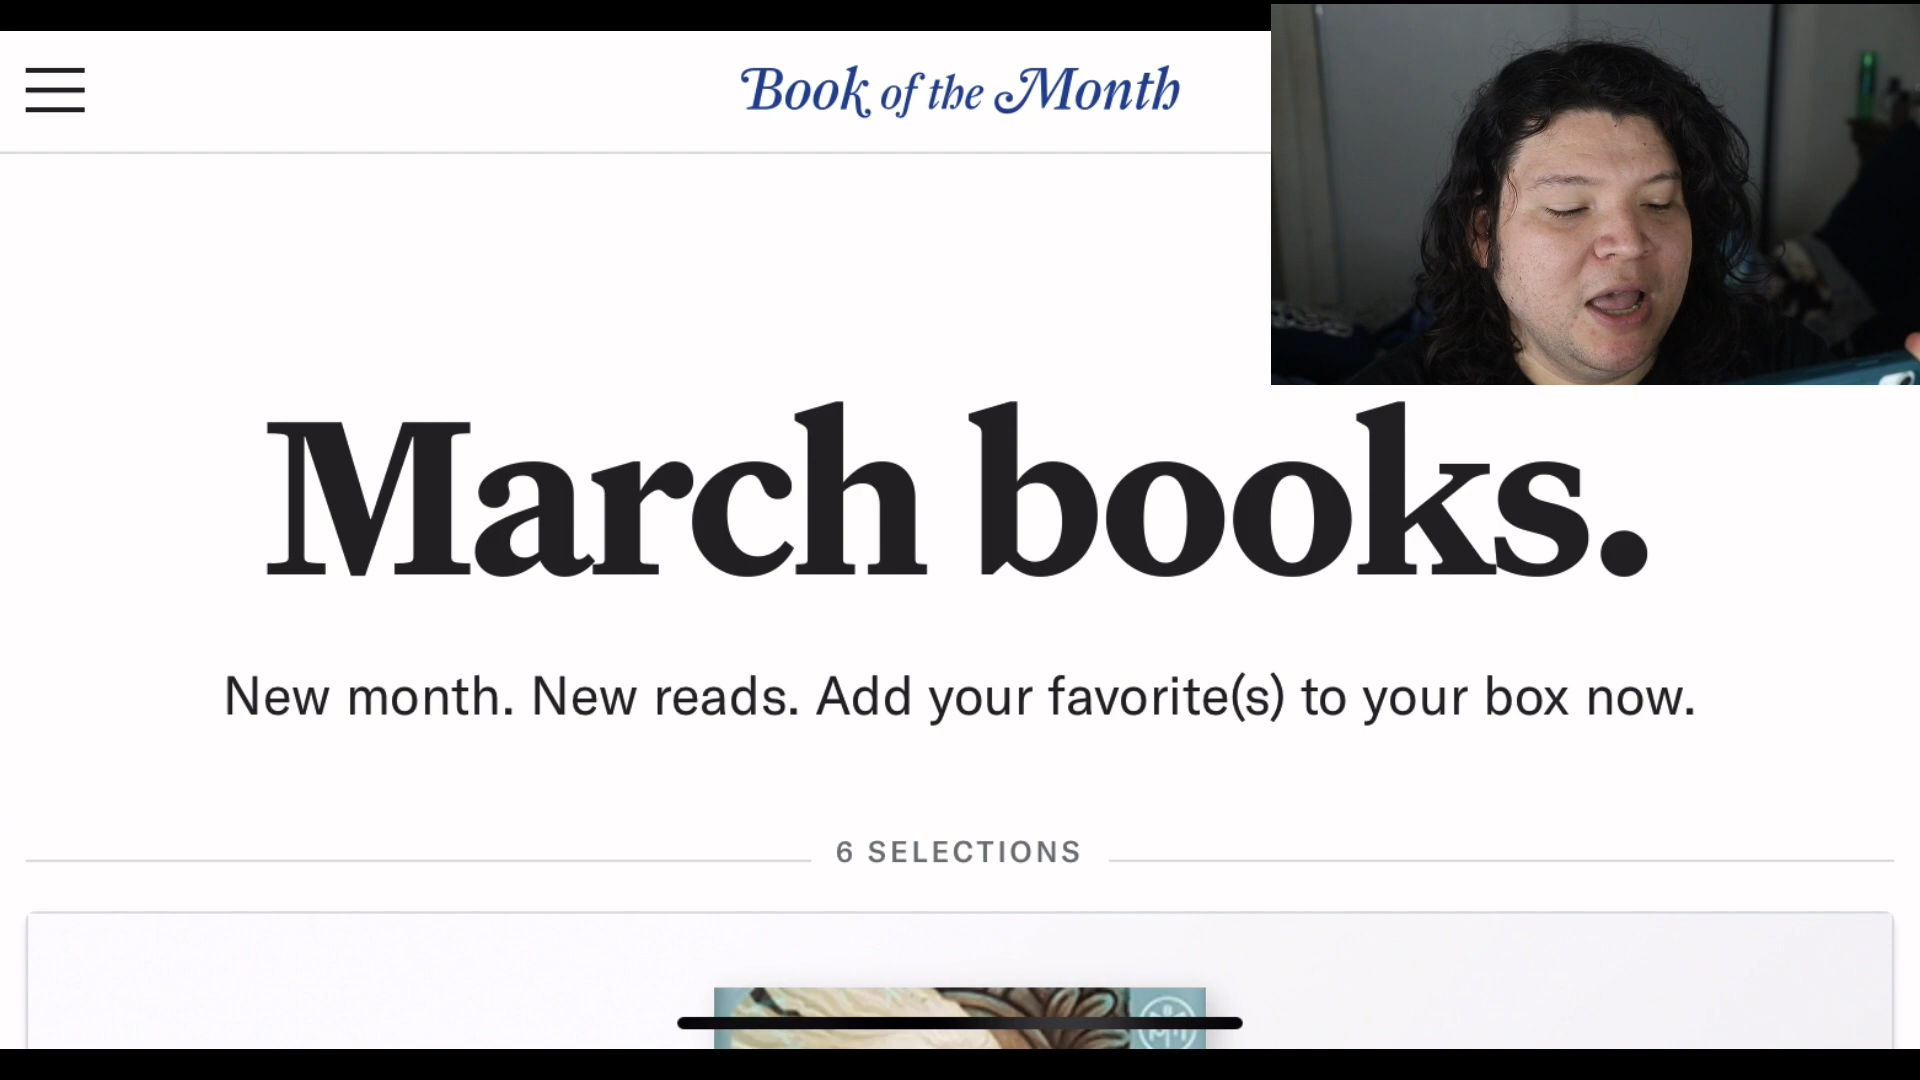 Book of the Month
March books.
New month. New reads. Add your favorite(s) to your box now.
6 SELECTIONS